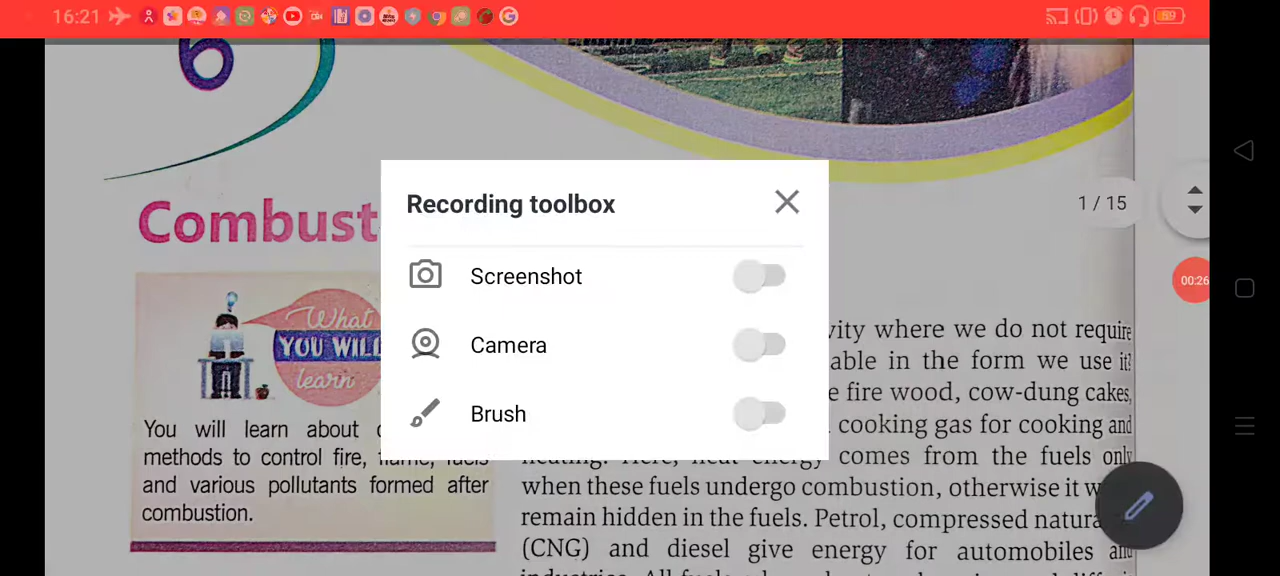 16:21
89
6
Combust
Recording toolbox
1 / 15
Screenshot
00:26
What
YOU WILL
learn
Camera
Brush
You will learn about
methods to control fire, flame, fuels
and various pollutants formed after
combustion.
vity where we do not require
able in the form we use it?
e fire wood, cow-dung cakes,
cooking gas for cooking and
heating. Here, heat energy comes from the fuels only
when these fuels undergo combustion, otherwise it w
remain hidden in the fuels. Petrol, compressed natura
(CNG) and diesel give energy for automobiles and